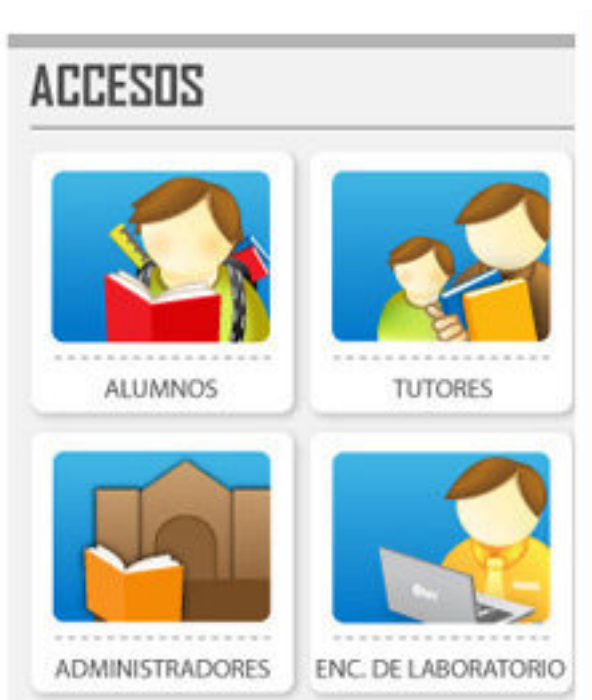 ACCESOS
ALUMNOS
TUTORES
ADMINISTRADORES
ENC. DE LABORATORIO